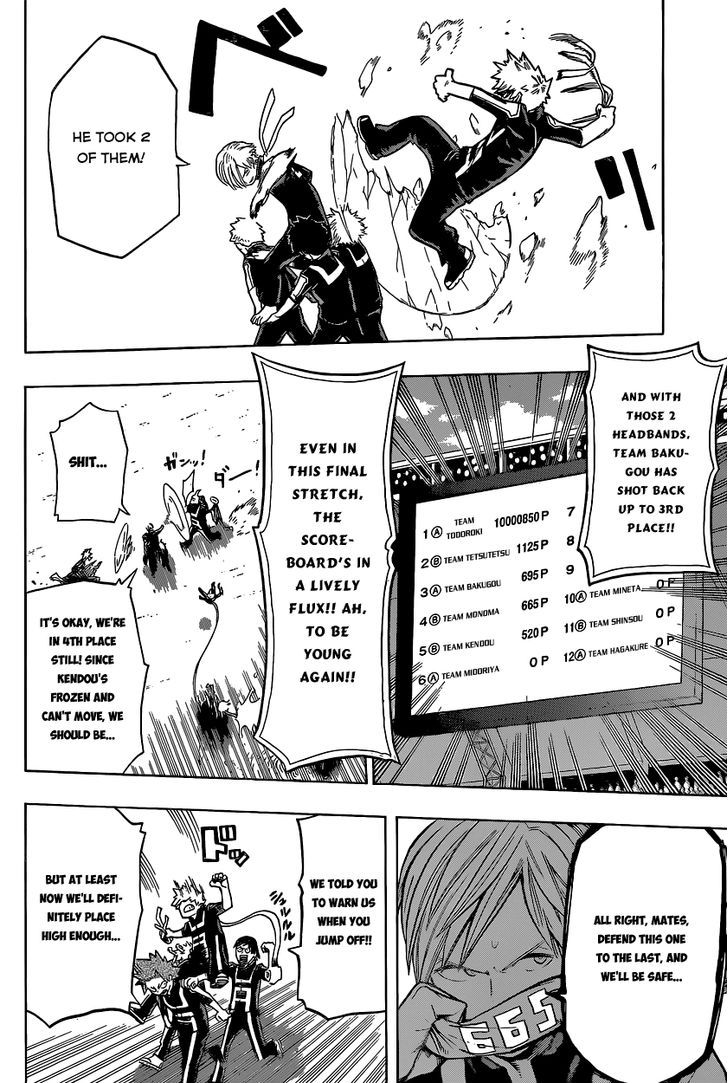 べ
HE TOOK 2
OF THEM!
リ
AND WITH
THOSE 2
HEADBANDS,
TEAM BAKU-
GOU HAS
SHOT BACK
UP TO 3RD
PLACE!!
1 Ⓐ TEAM TODOROKI 10000850 P
2 Ⓑ TEAM TETSUTETSU 1125 P
3 Ⓐ TEAM BAKUGOU 695 P
4 Ⓑ TEAM MONOMA 665 P
5 Ⓑ TEAM KENDOU 520 P
6 Ⓐ TEAM MIDORIYA 0 P
7
8
9
10 Ⓐ TEAM MINETA 0 P
11 Ⓑ TEAM SHINSOU 0 P
12 Ⓐ TEAM HAGAKURE 0 P
EVEN IN
THIS FINAL
STRETCH,
THE
SCORE-
BOARD'S IN
A LIVELY
FLUX!! AH,
TO BE
YOUNG
AGAIN!!
SHIT...
ガンッ!
ダー!
IT'S OKAY, WE'RE
IN 4TH PLACE
STILL! SINCE
KENDOU'S
FROZEN AND
CAN'T MOVE, WE
SHOULD BE...
ALL RIGHT, MATES,
DEFEND THIS ONE
TO THE LAST, AND
WE'LL BE SAFE...
665
WE TOLD YOU
TO WARN US
WHEN YOU
JUMP OFF!!
ドッ
BUT AT LEAST
NOW WE'LL DEFI-
NITELY PLACE
HIGH ENOUGH...